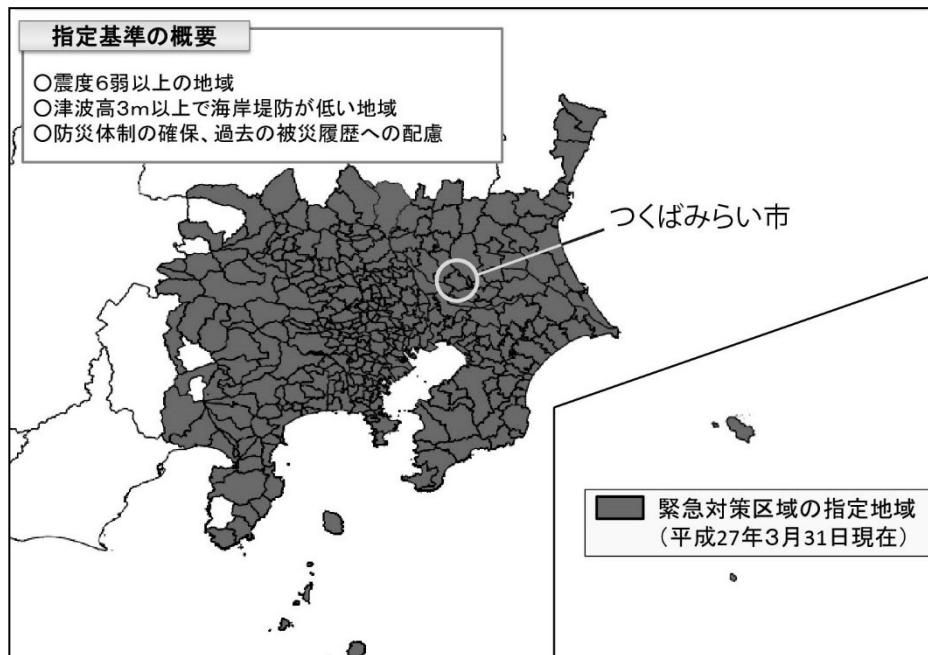 指定基準の概要
○震度6弱以上の地域
○津波高3m以上で海岸堤防が低い地域
○防災体制の確保、過去の被災履歴への配慮
つくばみらい市
緊急対策区域の指定地域
(平成27年3月31日現在)